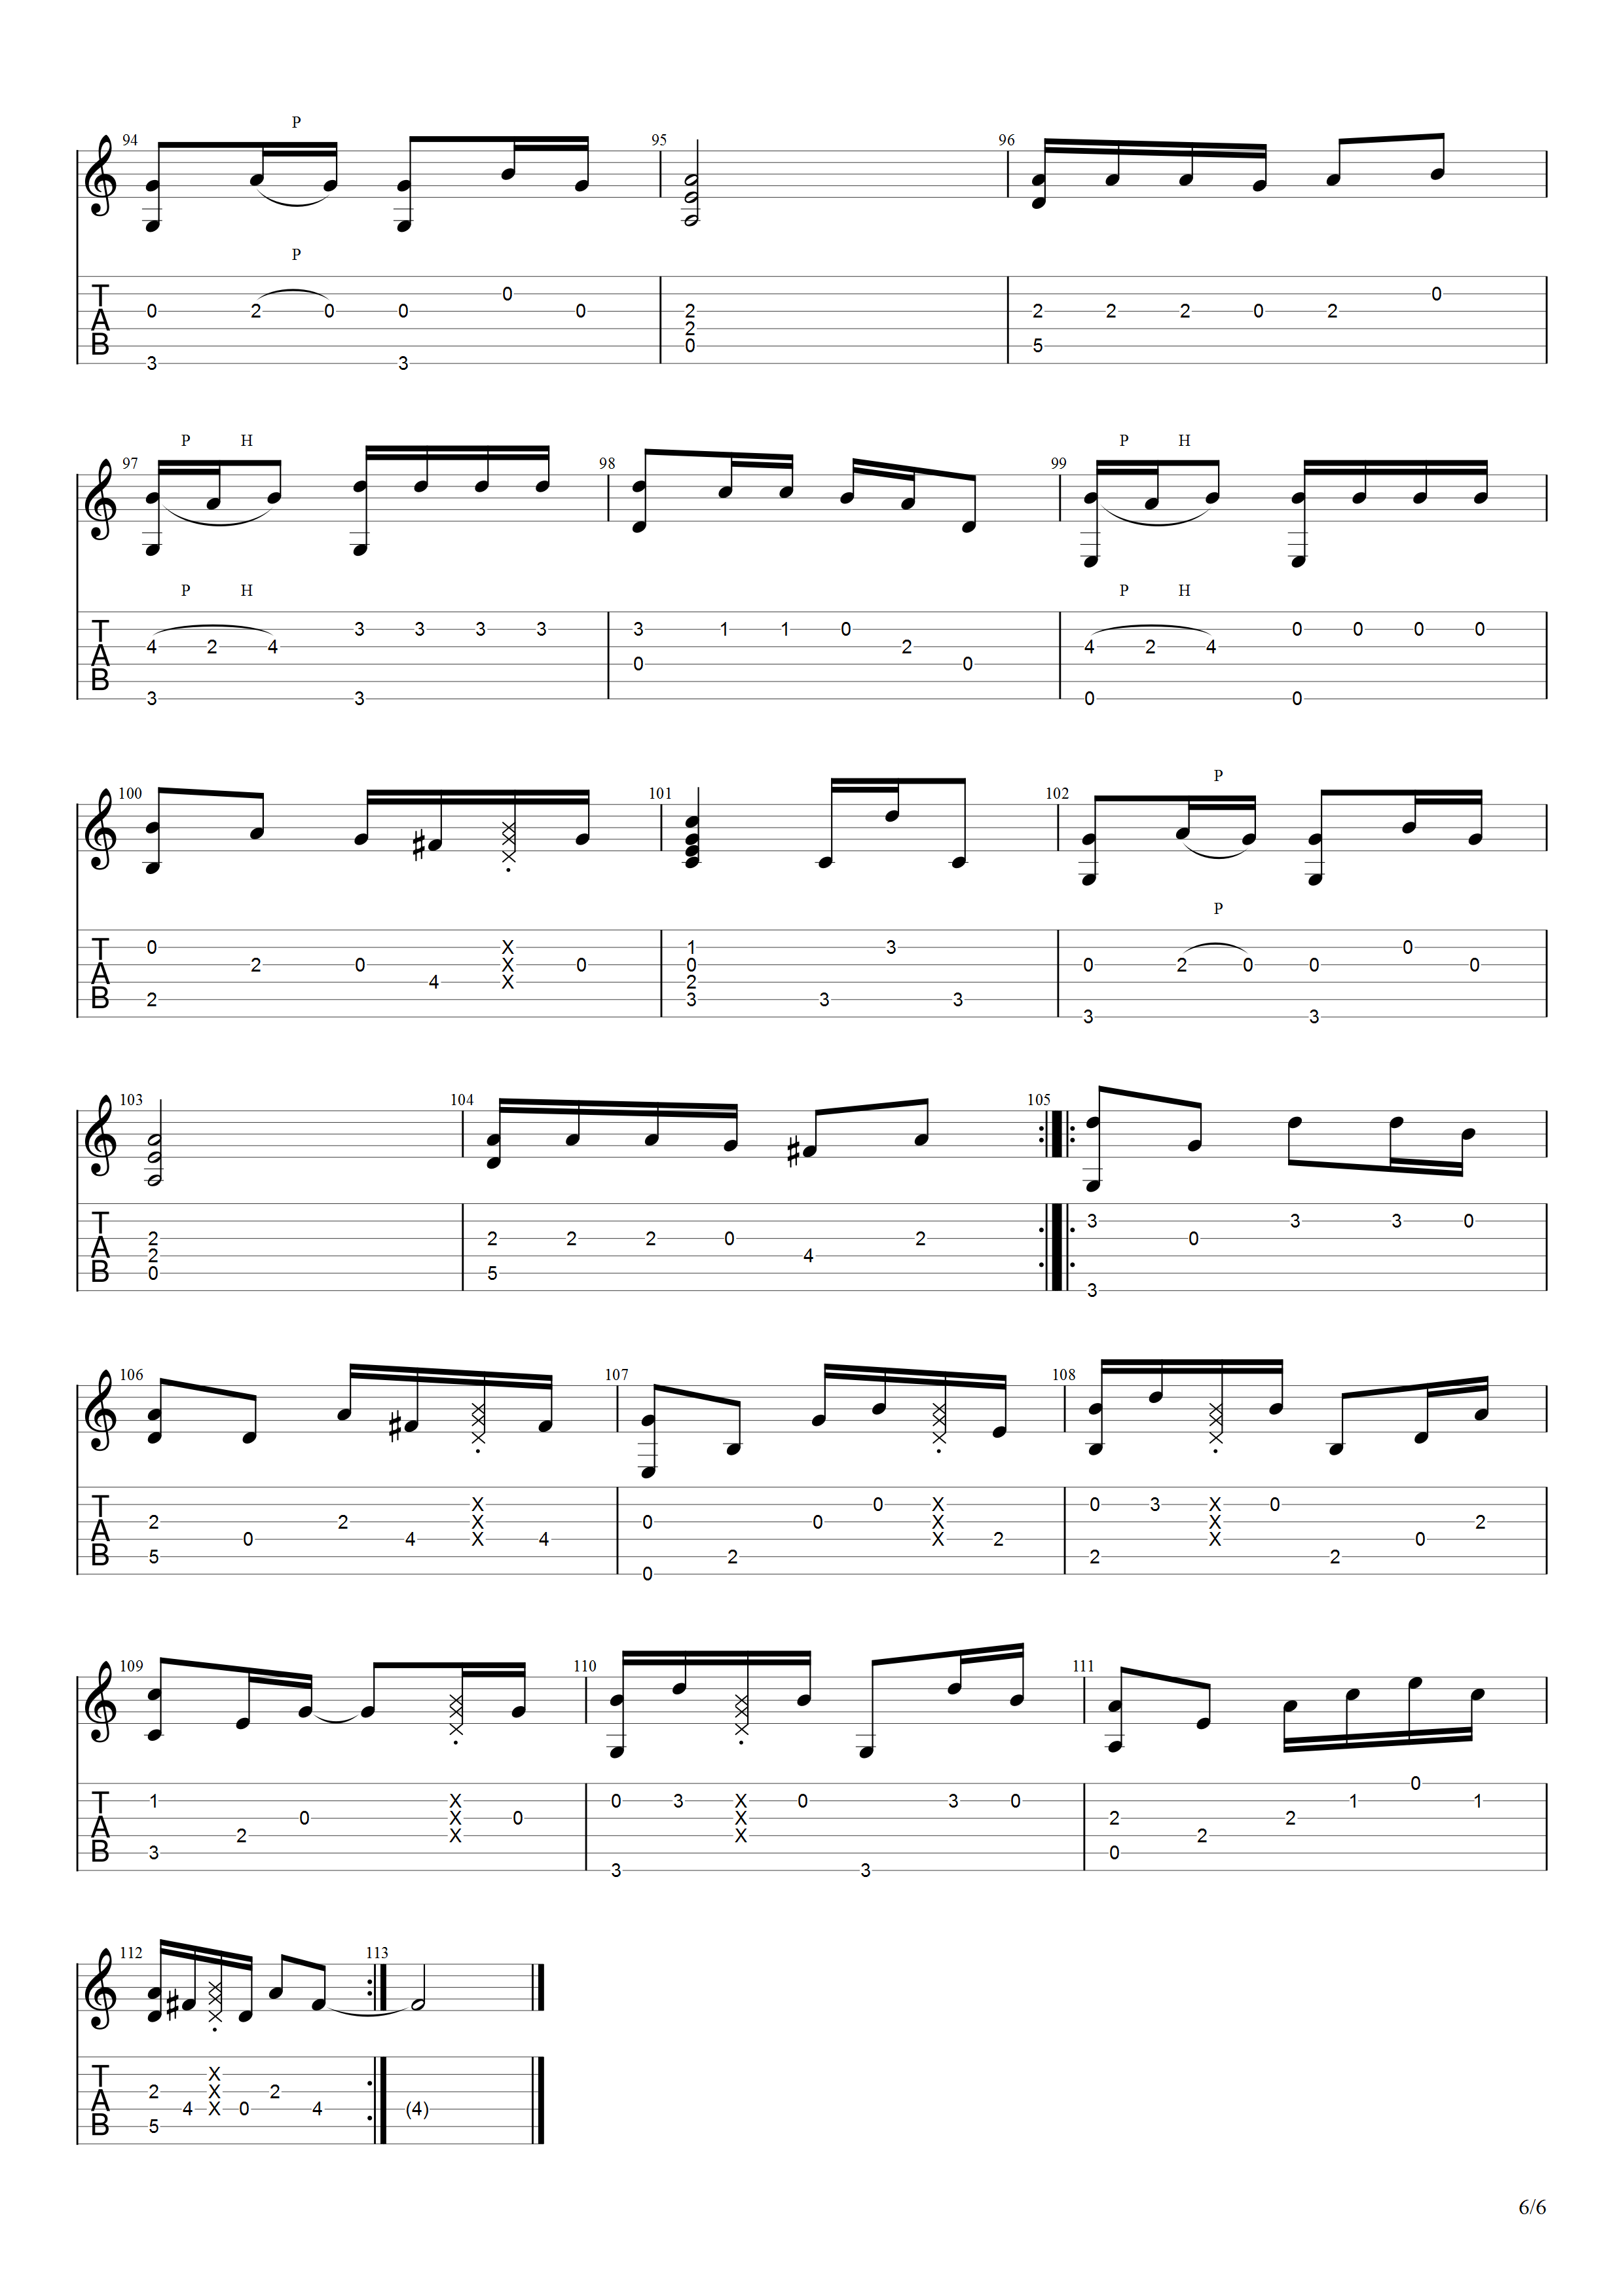 P
94 95 96
P
T 0 2 0 0 0 0 2 2 2 2 0 2 0
A 2
B 3 3 0 5
P H 
97 98 99
P H P H
T 4 2 4 3 3 3 3 3 1 1 0 2 4 2 4 0 0 0 0
A 0 0
B 3 3 0 0
P
100 101 102
P
T 0 2 0 X X 0 1 0 3 0 2 0 0 0 0
A 4 X 2
B 2 3 3 3 3 3
103 104 105
T 2 2 2 2 0 2 3 0 3 3 0
A 2 4
B 0 5 3
106 107 108
T 2 2 X X 0 0 0 X X 0 3 X X 0 2
A 0 4 X 4 X 2 X 0
B 5 0 2 2 2
109 110 111
T 1 0 X X 0 0 3 X X 0 3 0 2 2 1 0 1
A 2 X X 2
B 3 3 3 0
112 113
T 2 X X 2
A 4 X 0 4 (4)
B 5
6/6